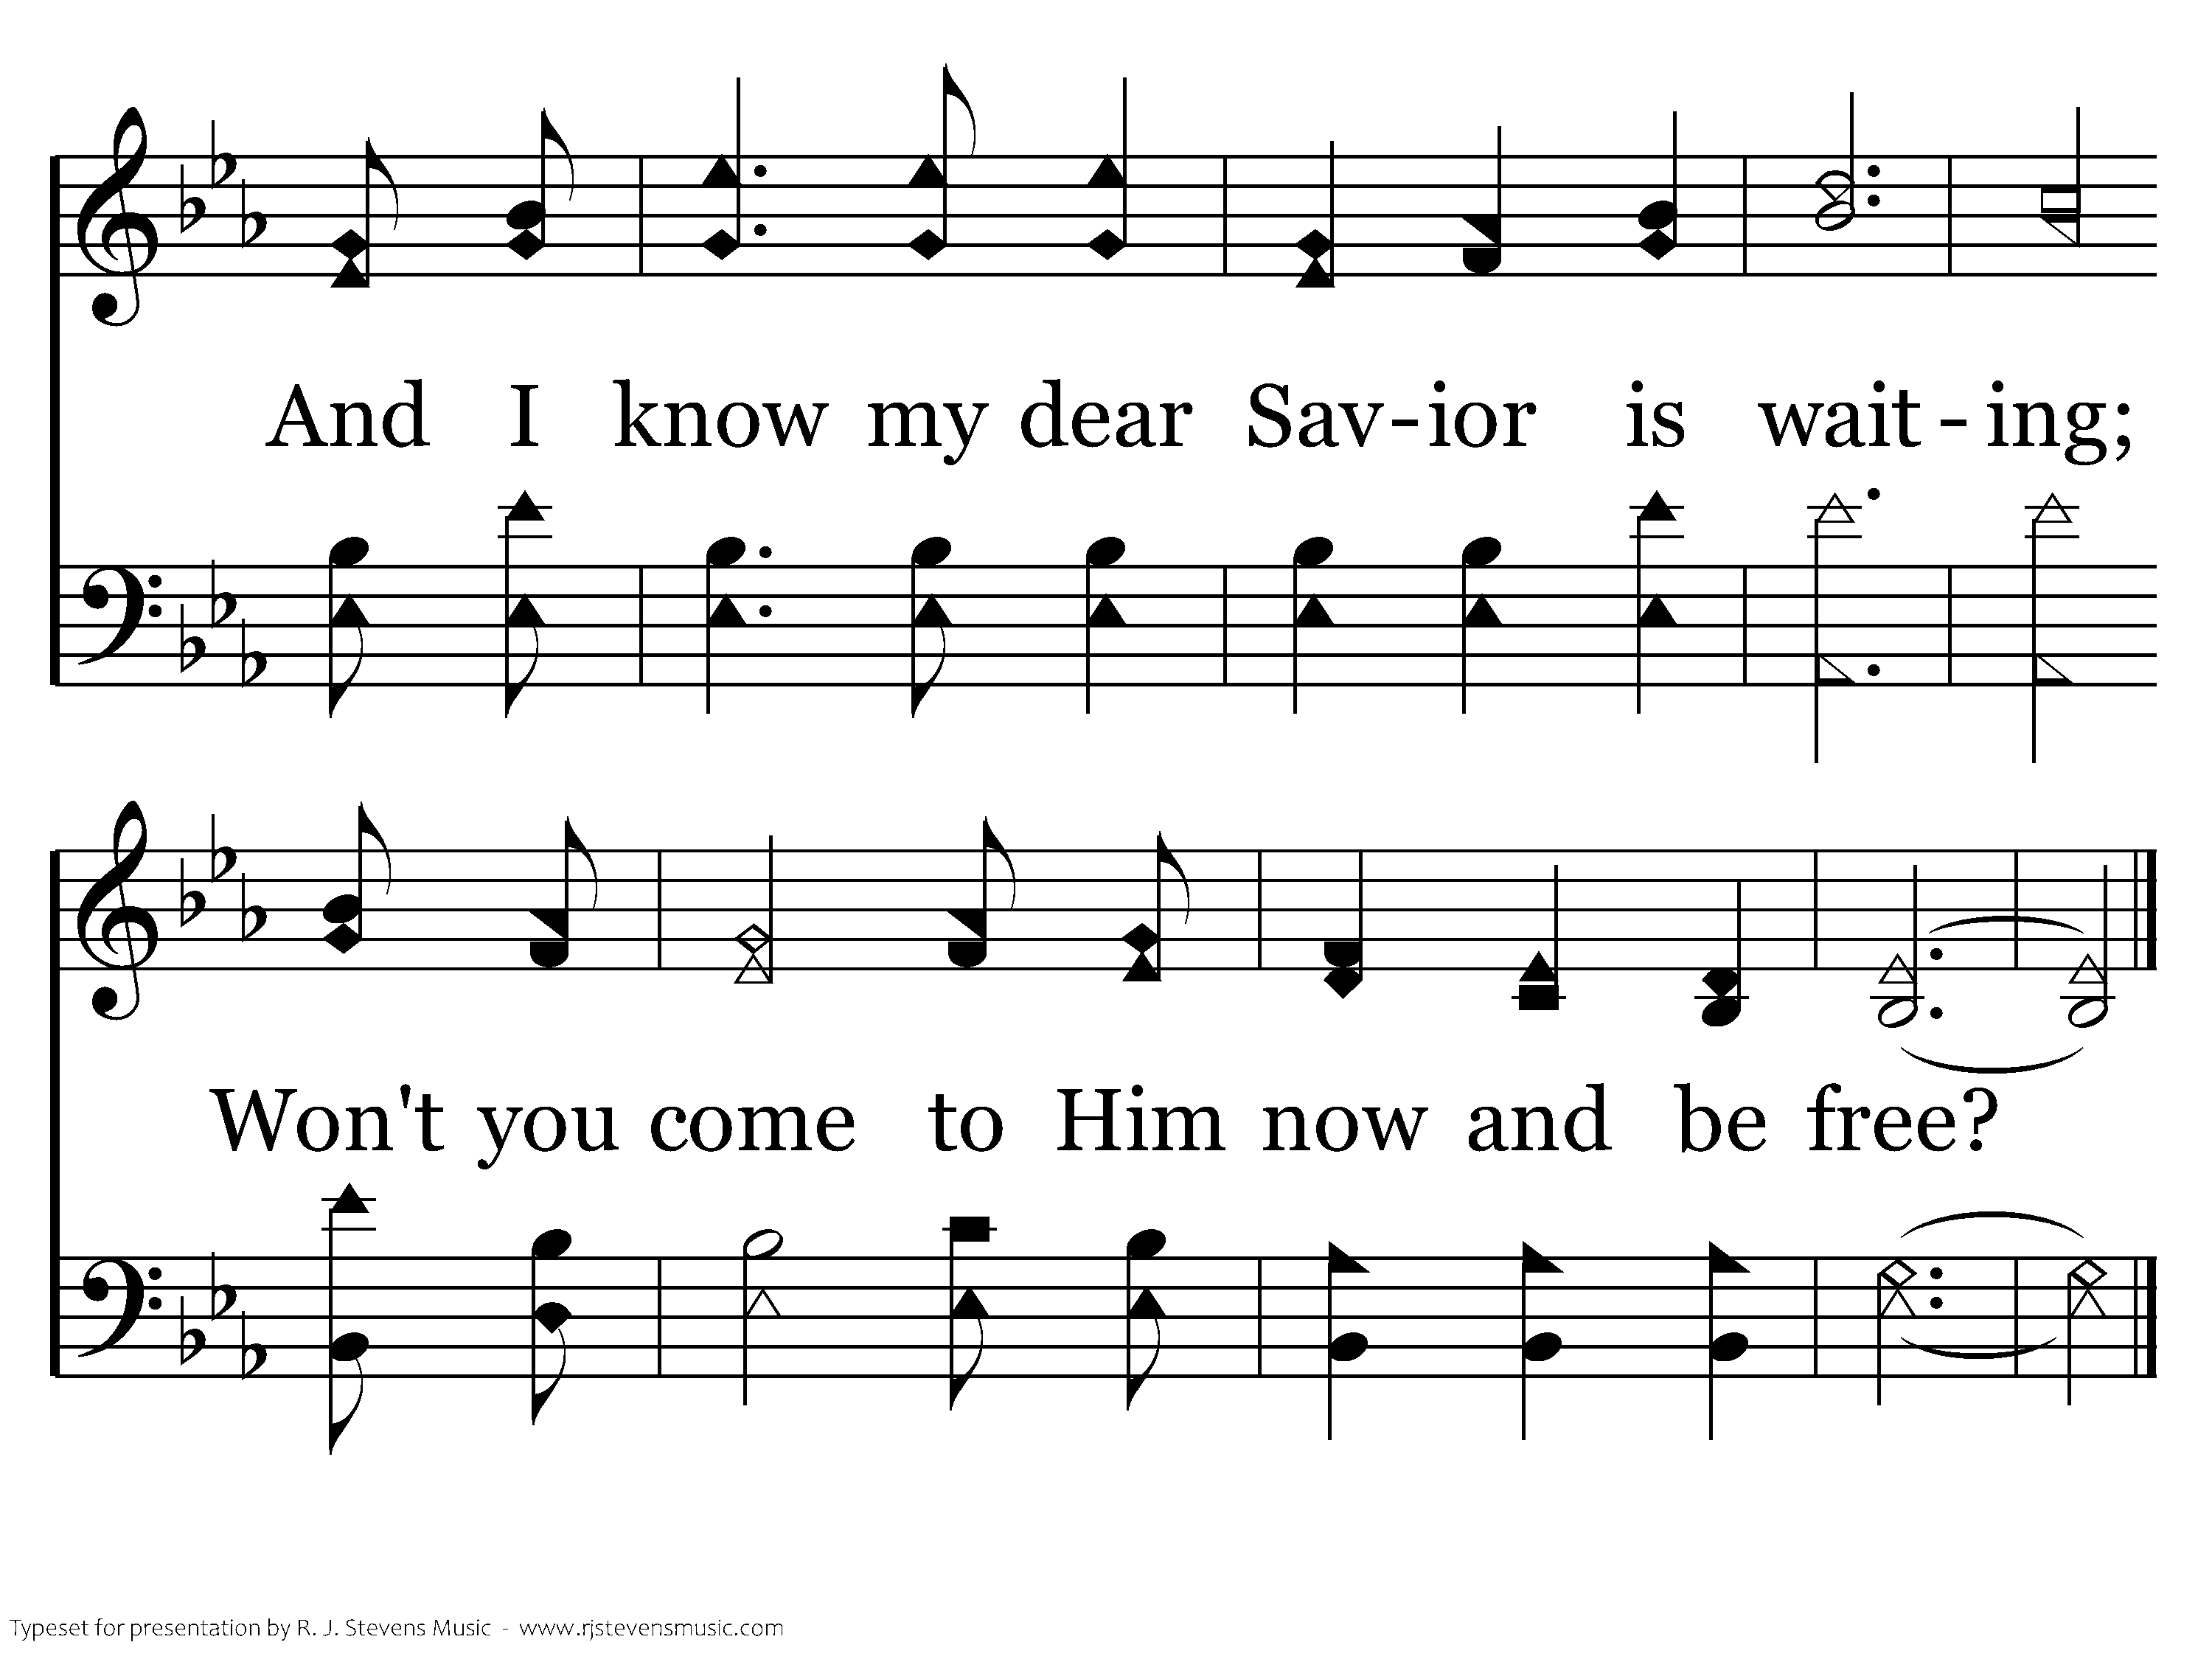 And I know my dear Sav-ior is wait-ing;
Won't you come to Him now and be free?
Typeset for presentation by R. J. Stevens Music - www.rjstevensmusic.com